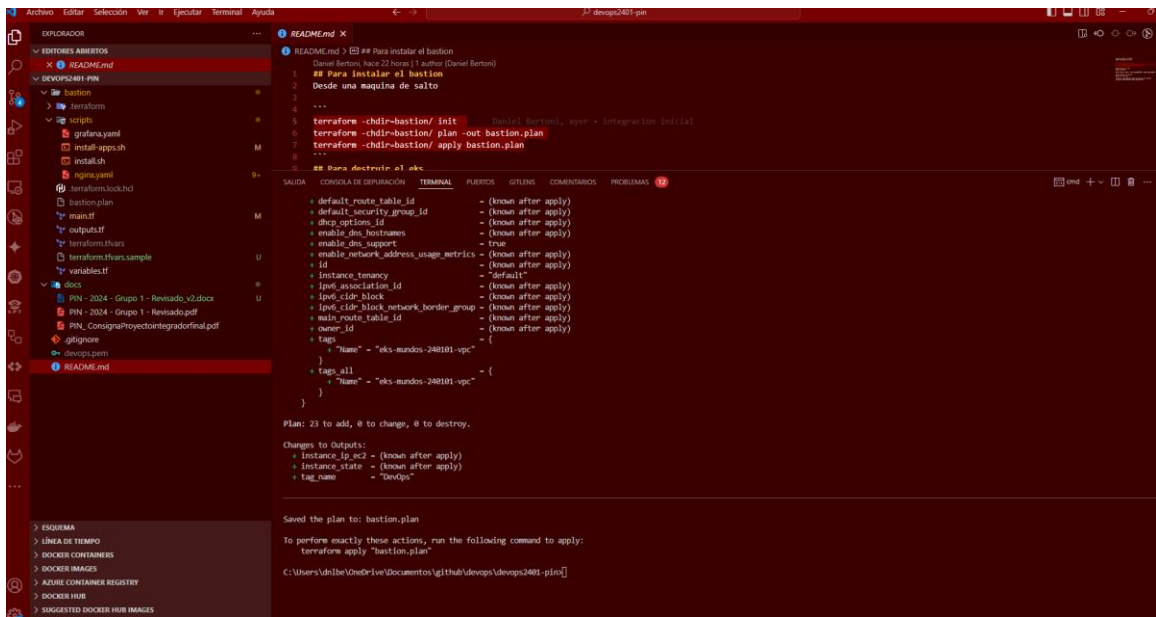 Archivo Editar Selección Ver Ir Ejecutar Terminal Ayuda
devops2401-pin
EXPLORADOR
EDITORES ABIERTOS
README.md
DEVOPS2401-PIN
bastion
.terraform
scripts
grafana.yaml
install-apps.sh M
install.sh
nginx.yaml 9+
.terraform.lock.hcl
bastion.plan
main.tf M
outputs.tf
terraform.tfvars
terraform.tfvars.sample U
variables.tf
docs
PIN - 2024 - Grupo 1 - Revisado_v2.docx U
PIN - 2024 - Grupo 1 - Revisado.pdf
PIN_ConsignaProyectointegradorfinal.pdf
.gitignore
devops.pem
README.md
ESQUEMA
LÍNEA DE TIEMPO
DOCKER CONTAINERS
DOCKER IMAGES
AZURE CONTAINER REGISTRY
DOCKER HUB
SUGGESTED DOCKER HUB IMAGES
README.md
README.md > ## Para instalar el bastion
Daniel Bertoni, hace 22 horas | 1 author (Daniel Bertoni)
1 ## Para instalar el bastion
2 Desde una maquina de salto
3
4 ```
5 terraform -chdir=bastion/ init Daniel Bertoni, ayer • integracion inicial
6 terraform -chdir=bastion/ plan -out bastion.plan
7 terraform -chdir=bastion/ apply bastion.plan
8 ```
9 ## Para destruir el eks
SALIDA CONSOLA DE DEPURACIÓN TERMINAL PUERTOS GITLENS COMENTARIOS PROBLEMAS 12
cmd
+ default_route_table_id = (known after apply)
+ default_security_group_id = (known after apply)
+ dhcp_options_id = (known after apply)
+ enable_dns_hostnames = (known after apply)
+ enable_dns_support = true
+ enable_network_address_usage_metrics = (known after apply)
+ id = (known after apply)
+ instance_tenancy = "default"
+ ipv6_association_id = (known after apply)
+ ipv6_cidr_block = (known after apply)
+ ipv6_cidr_block_network_border_group = (known after apply)
+ main_route_table_id = (known after apply)
+ owner_id = (known after apply)
+ tags = {
+ "Name" = "eks-mundos-240101-vpc"
}
+ tags_all = {
+ "Name" = "eks-mundos-240101-vpc"
}
}
Plan: 23 to add, 0 to change, 0 to destroy.
Changes to Outputs:
+ instance_ip_ec2 = (known after apply)
+ instance_state = (known after apply)
+ tag_name = "DevOps"
Saved the plan to: bastion.plan
To perform exactly these actions, run the following command to apply:
terraform apply "bastion.plan"
C:\Users\dnlbe\OneDrive\Documentos\github\devops\devops2401-pin>